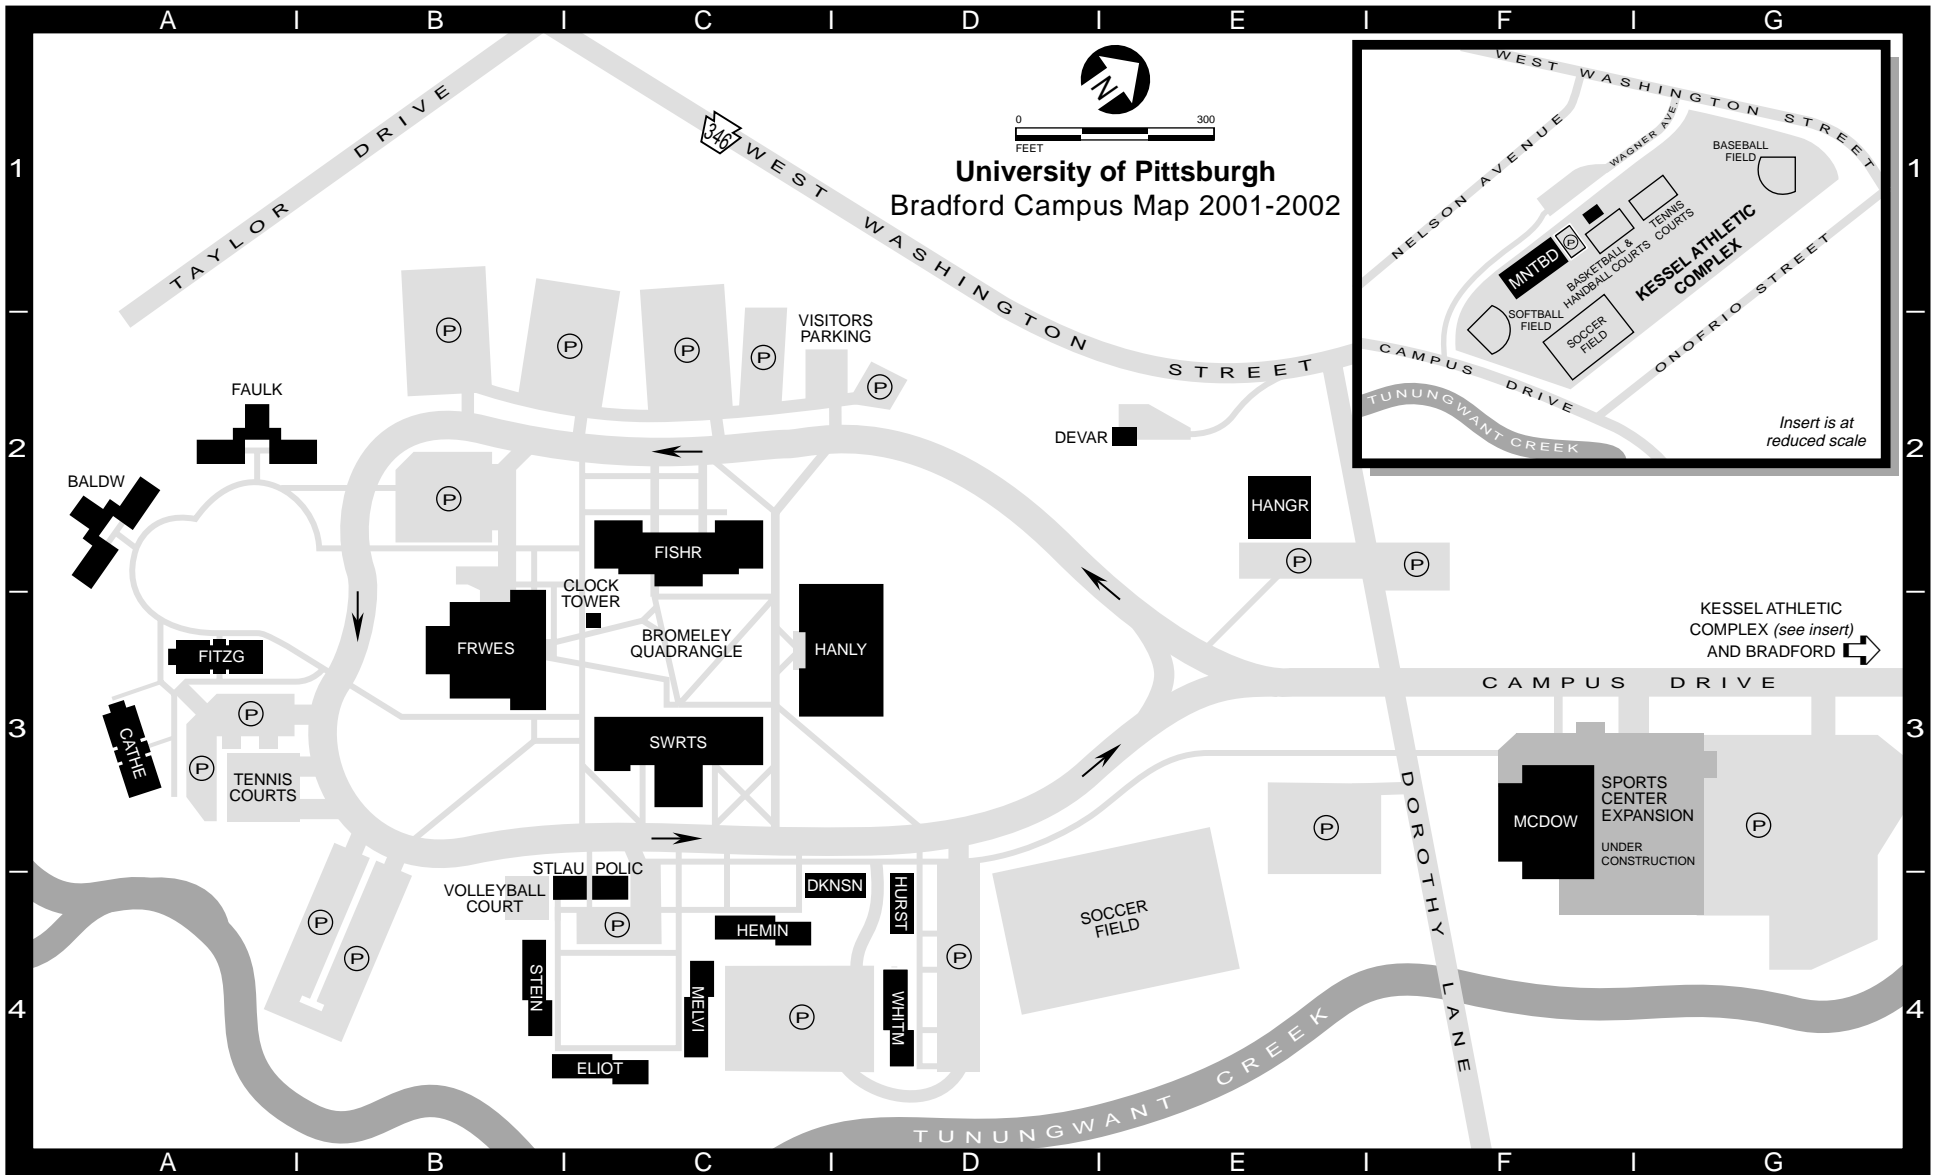 A I B I C I D I E I F I G
1
2
3
4
1
2
3
4
TAYLOR DRIVE
346
WEST WASHINGTON STREET
N
0 300
FEET
University of Pittsburgh
Bradford Campus Map 2001-2002
WEST WASHINGTON STREET
NELSON AVENUE
WAGNER AVE.
BASEBALL
FIELD
TENNIS
COURTS
P
MNTBD
BASKETBALL &
HANDBALL COURTS
KESSEL ATHLETIC
COMPLEX
SOFTBALL
FIELD
SOCCER
FIELD
ONOFRIO STREET
CAMPUS DRIVE
TUNUNGWANT CREEK
Insert is at
reduced scale
P
P
P
P
VISITORS
PARKING
P
FAULK
BALDW
P
DEVAR
HANGR
P
P
FISHR
CLOCK
TOWER
FRWES
BROMELEY
QUADRANGLE
HANLY
KESSEL ATHLETIC
COMPLEX (see insert)
AND BRADFORD
CAMPUS DRIVE
FITZG
P
CATHE
P
TENNIS
COURTS
SWRTS
DOROTHY LANE
MCDOW
SPORTS
CENTER
EXPANSION
UNDER
CONSTRUCTION
P
P
STLAU
POLIC
VOLLEYBALL
COURT
P
DKNSN
HURST
HEMIN
SOCCER
FIELD
P
P
P
STEIN
MELVI
P
WHITM
ELIOT
TUNUNGWANT CREEK
A I B I C I D I E I F I G